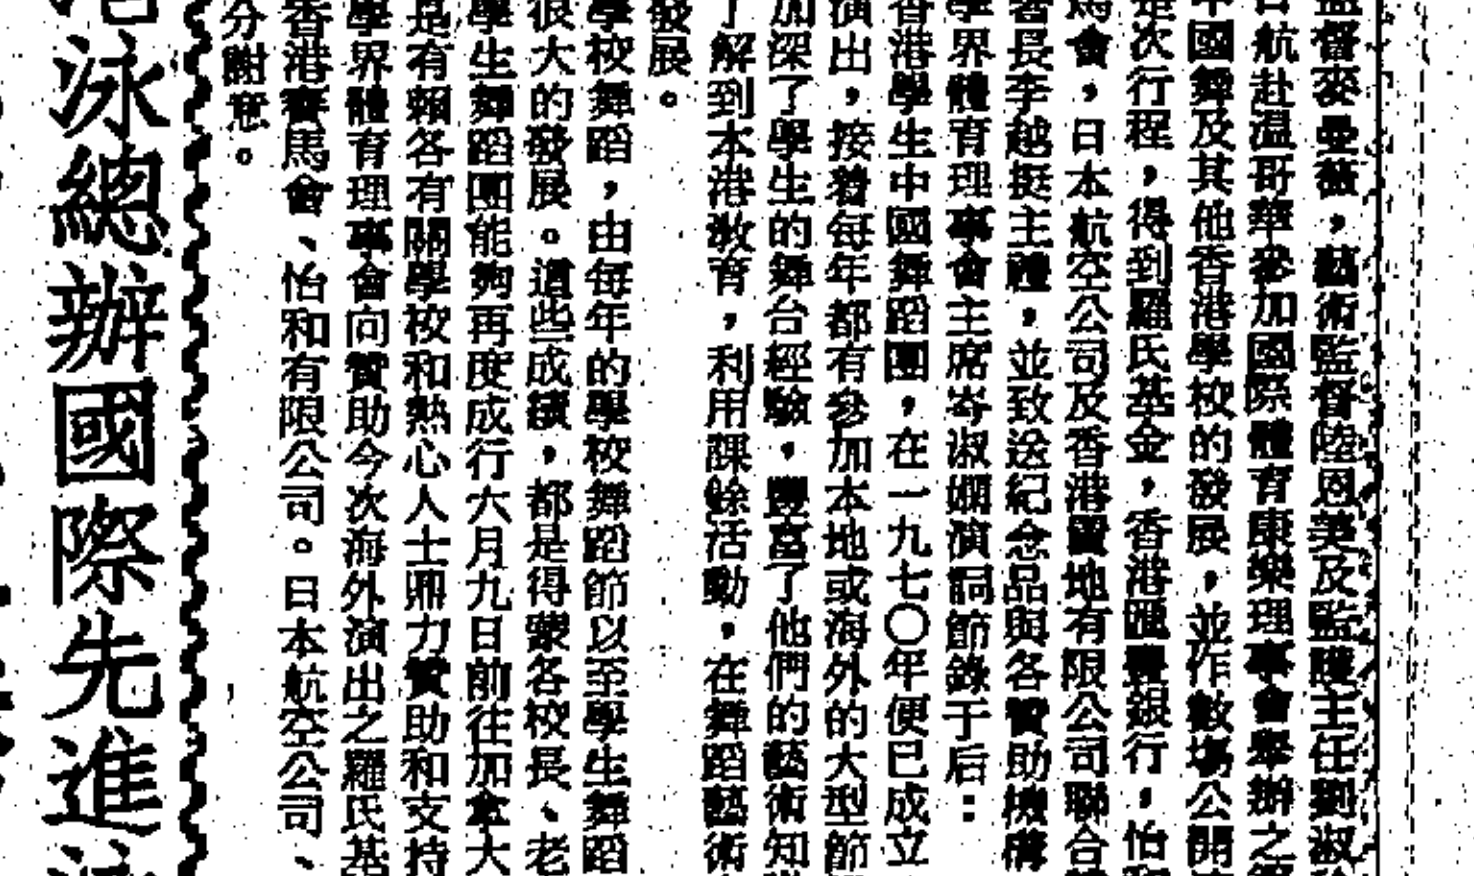 監督麥曼薇，藝術監督陸恩美及監護主任劉淑
日航赴溫哥華參加國際體育康樂理事會舉辦之
中國舞及其他香港學校的發展，並作數場公開
是次行程，得到羅氏基金，香港匯豐銀行，怡和
馬會，日本航空公司及香港置地有限公司聯合
署長李越挺主禮，並致送紀念品與各贊助機構
學界體育理事會主席岑淑嫻演詞節錄于后：
香港學生中國舞蹈團，在一九七〇年便已成立
演出，接着每年都有參加本地或海外的大型節
加深了學生的舞台經驗，豐富了他們的藝術知
了解到本港教育，利用課餘活動，在舞蹈藝術
發展。
學校舞蹈，由每年的學校舞蹈節以至學生舞蹈
很大的發展。這些成績，都是得蒙各校長、老
學生舞蹈團能夠再度成行六月九日前往加拿大
是有賴各有關學校和熱心人士鼎力贊助和支持
學界體育理事會向贊助今次海外演出之羅氏基
香港賽馬會、怡和有限公司。日本航空公司、
分謝意。
泳總辦國際先進